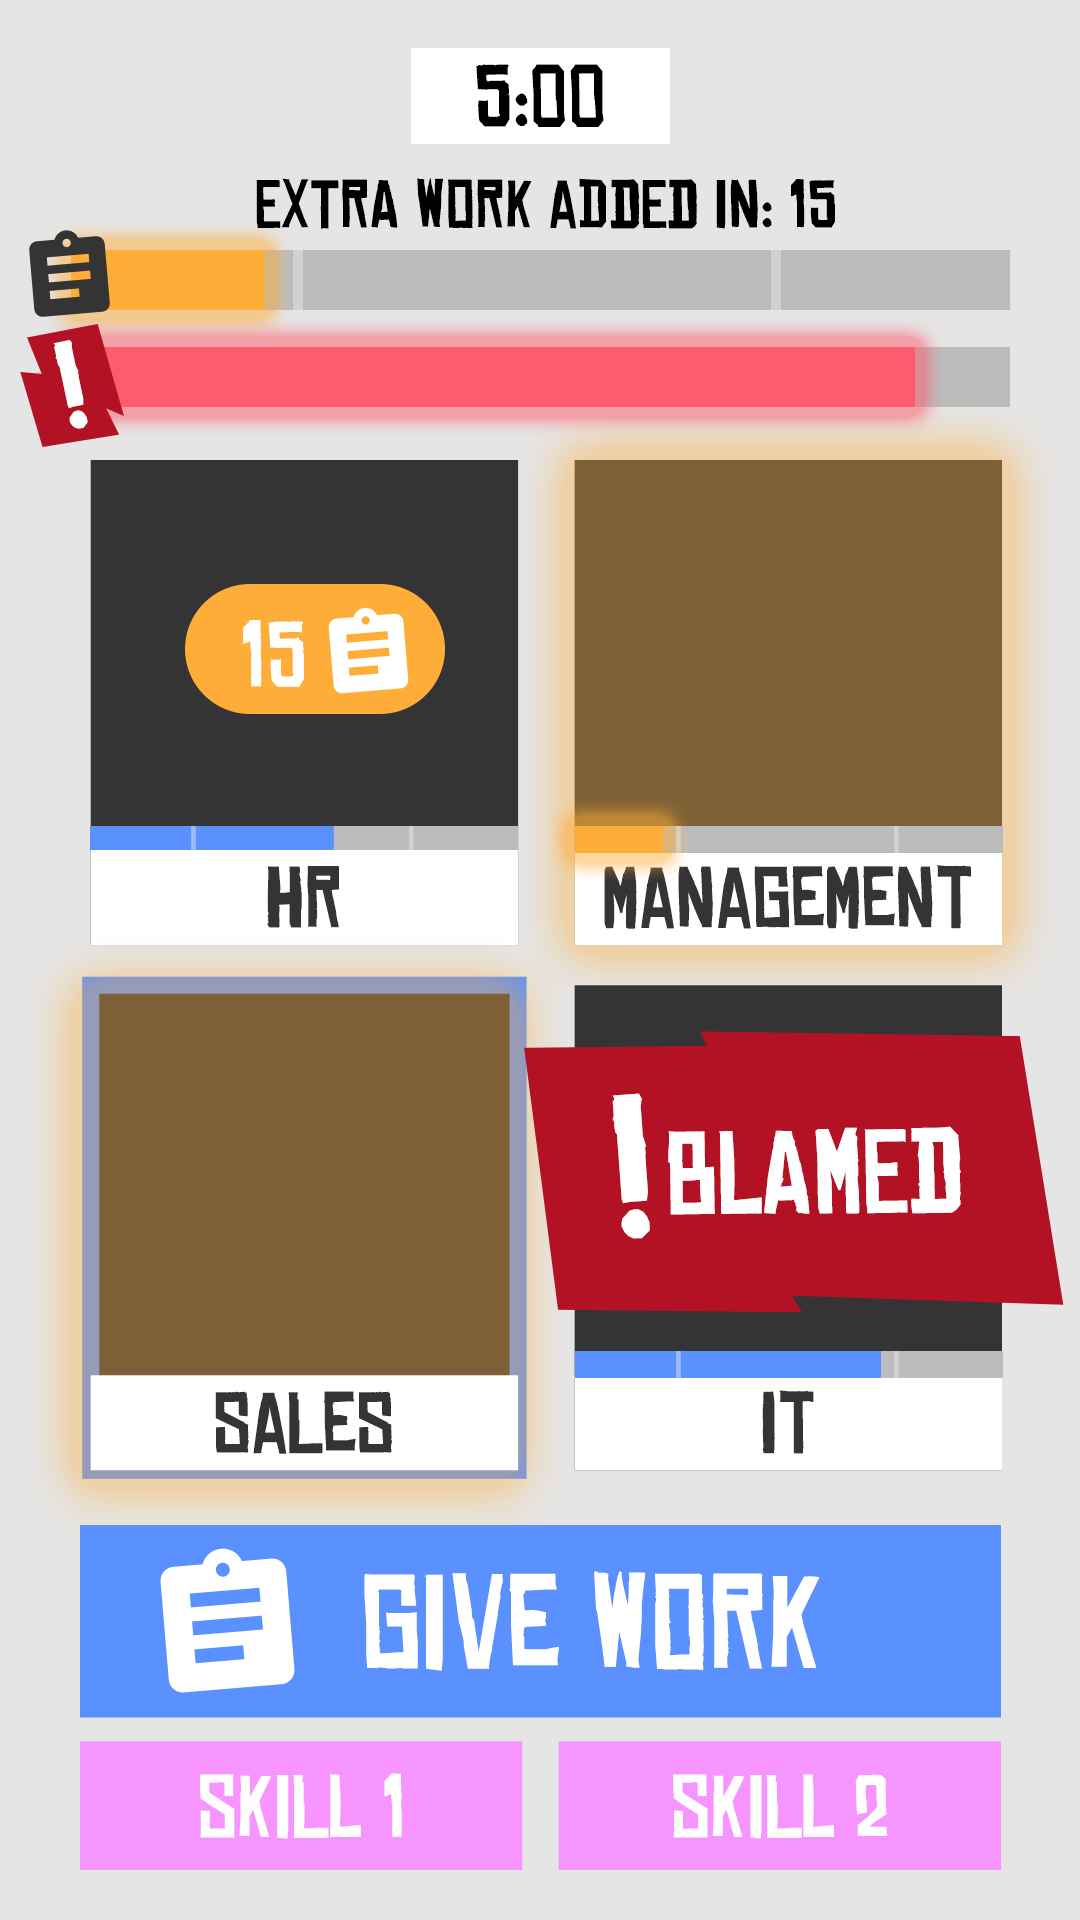 5:00
EXTRA WORK ADDED IN: 15
!
15
HR
MANAGEMENT
SALES
! BLAMED
IT
GIVE WORK
SKILL 1
SKILL 2